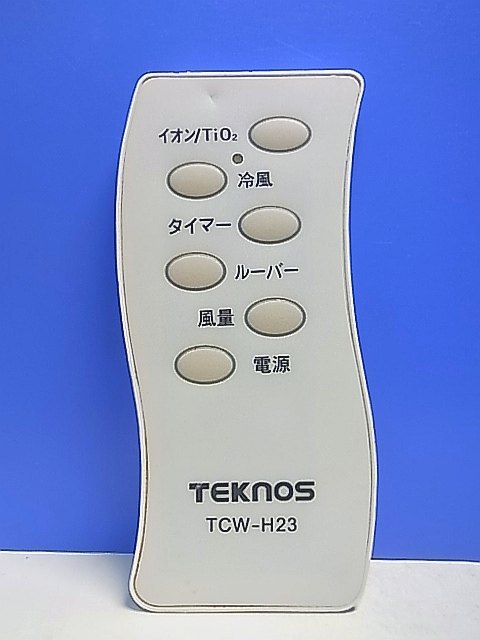 イオン/TiO₂
冷風
タイマー
ルーバー
風量
電源
TEKNOS
TCW-H23